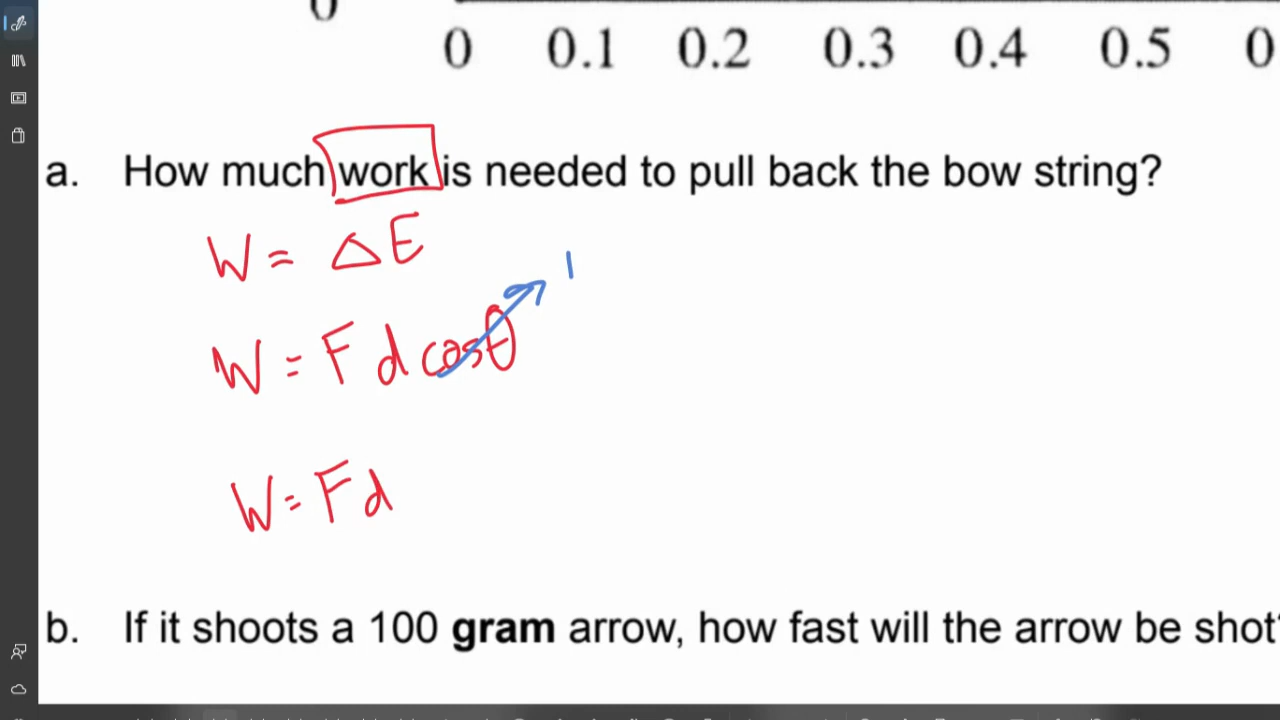 0
0 0.1 0.2 0.3 0.4 0.5 0
a. How much work is needed to pull back the bow string?
W = ΔE
1
W = F d cosθ
W = Fd
b. If it shoots a 100 gram arrow, how fast will the arrow be shot